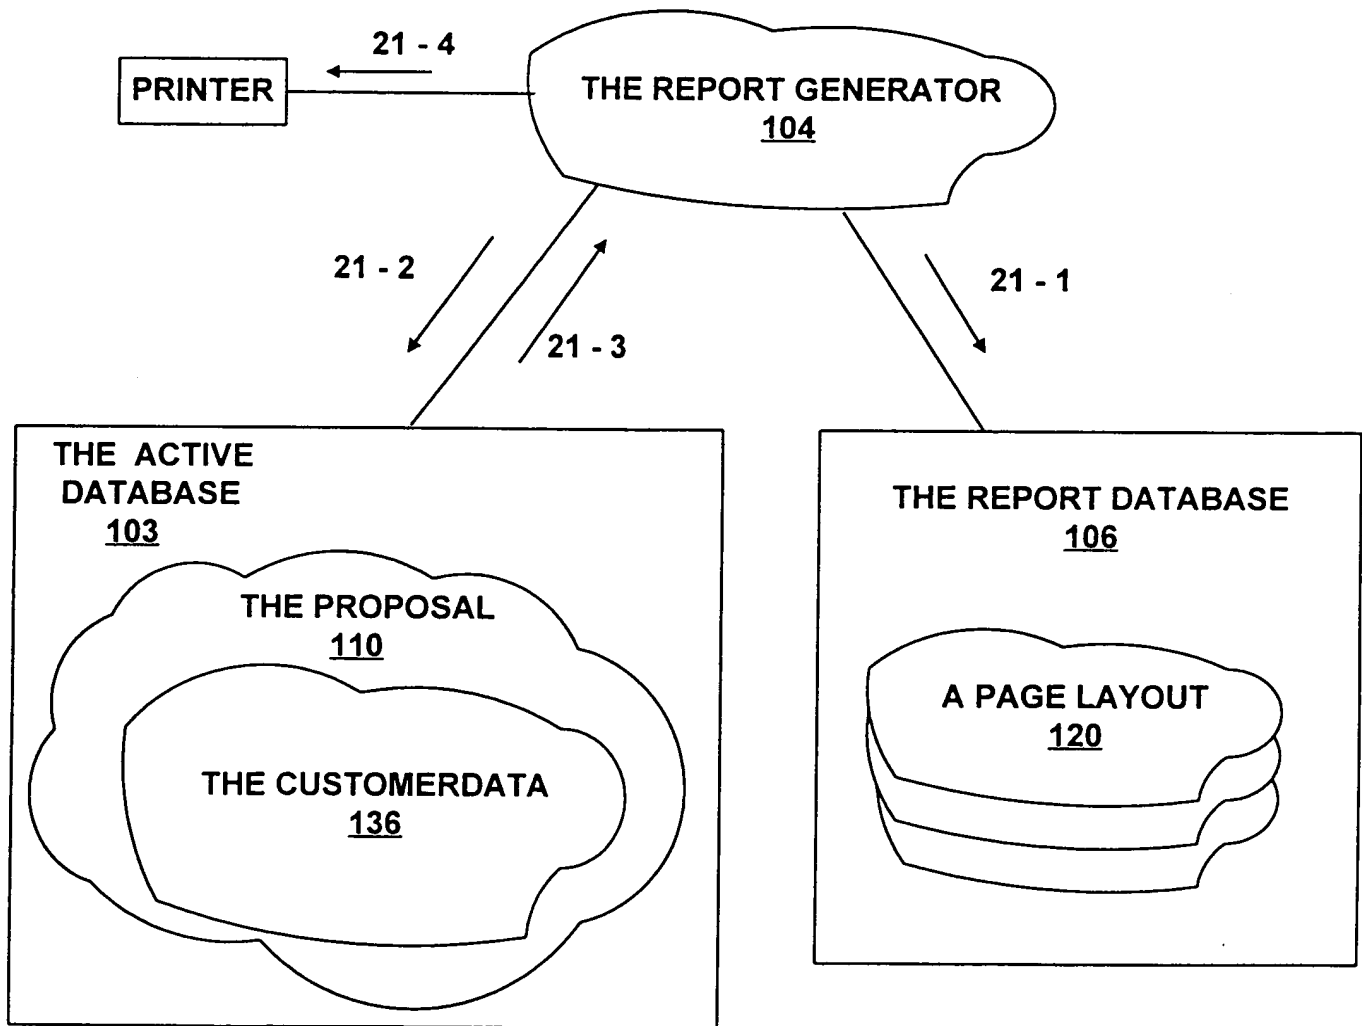 21 - 4
PRINTER
THE REPORT GENERATOR
104
21 - 2
21 - 3
21 - 1
THE ACTIVE
DATABASE
103
THE PROPOSAL
110
THE CUSTOMERDATA
136
THE REPORT DATABASE
106
A PAGE LAYOUT
120